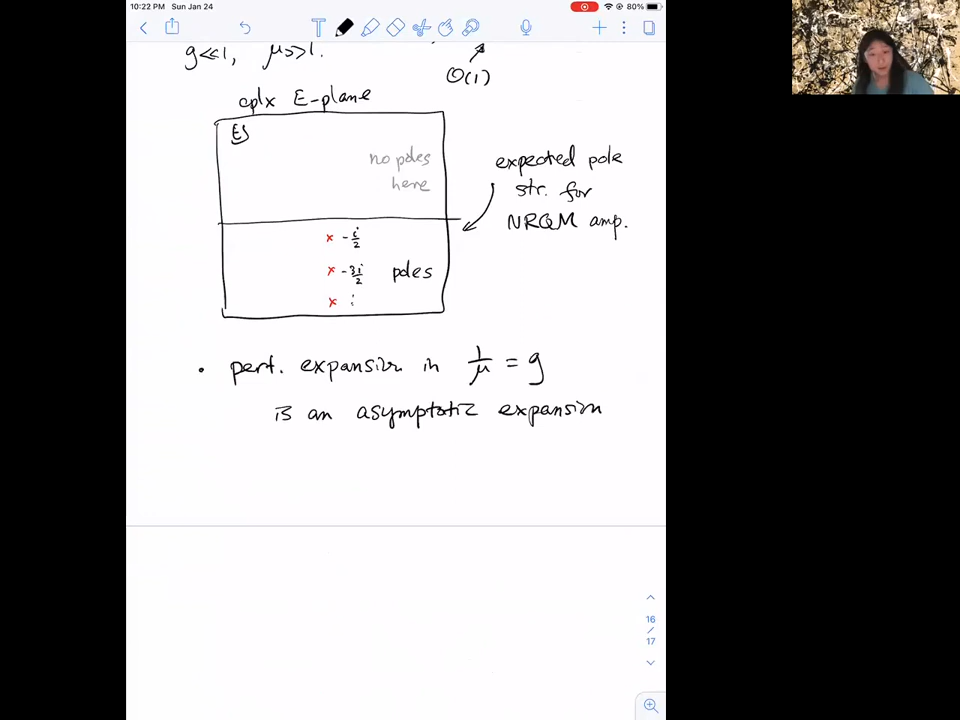 10:22 PM Sun Jan 24
80%
g<<1, μ>>1.
O(1)
cplx E-plane
E
no poles
here
expected pole
str. for
NRQM amp.
x -i/2
x -3i/2 poles
x ⋮
• pert. expansion in 1/μ = g
is an asymptotic expansion
16
/
17